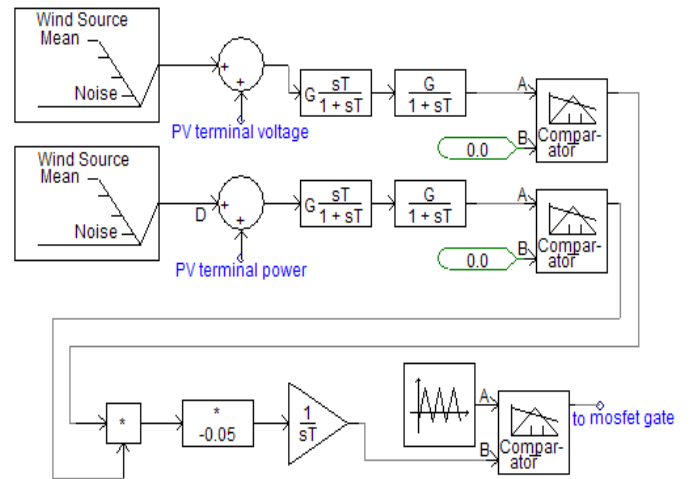 Wind Source
Mean
Noise
+
+
PV terminal voltage
G sT
1 + sT
G
1 + sT
A
B
0.0
Compar-
ator
Wind Source
Mean
Noise
D
+
+
PV terminal power
G sT
1 + sT
G
1 + sT
A
B
0.0
Compar-
ator
*
*
-0.05
1
sT
A
B
Compar-
ator
to mosfet gate